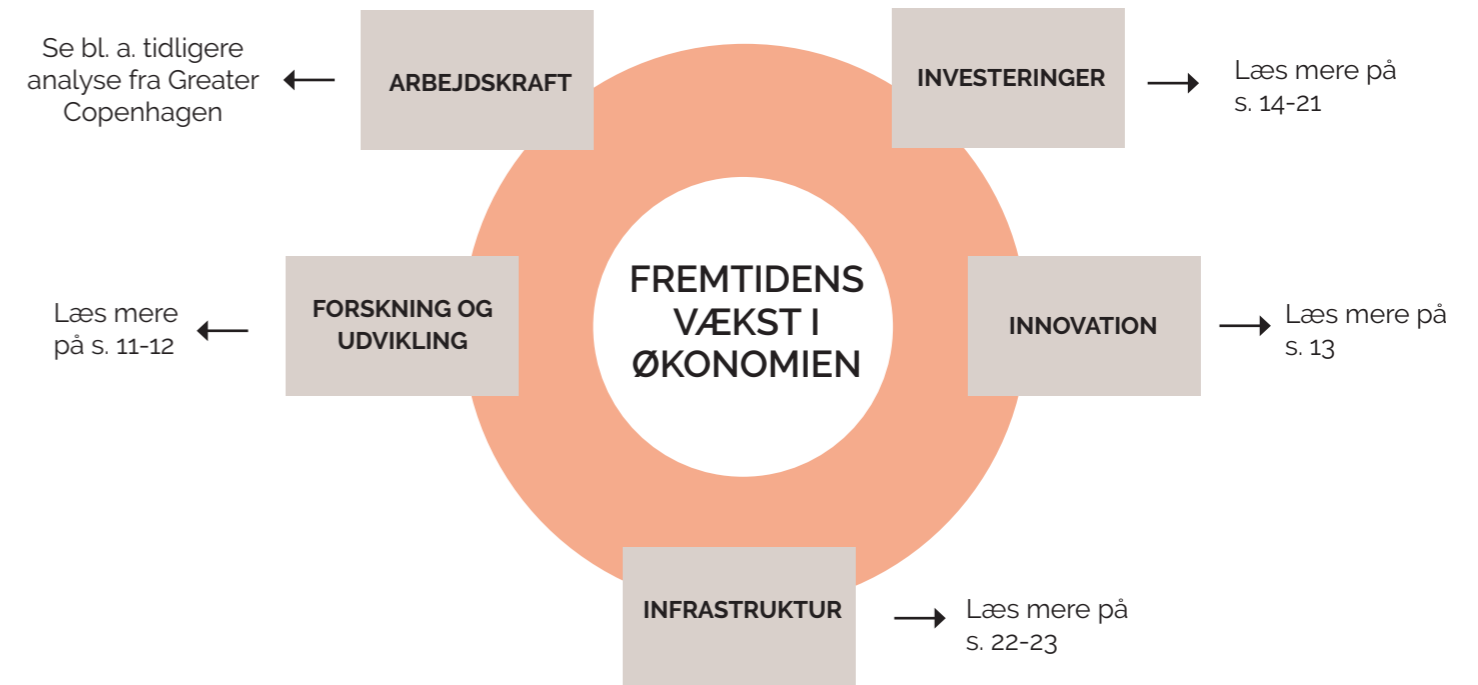 Se bl. a. tidligere
analyse fra Greater
Copenhagen
ARBEJDSKRAFT
INVESTERINGER
Læs mere på
s. 14-21
Læs mere
på s. 11-12
FORSKNING OG
UDVIKLING
FREMTIDENS
VÆKST I
ØKONOMIEN
INNOVATION
Læs mere på
s. 13
INFRASTRUKTUR
Læs mere på
s. 22-23